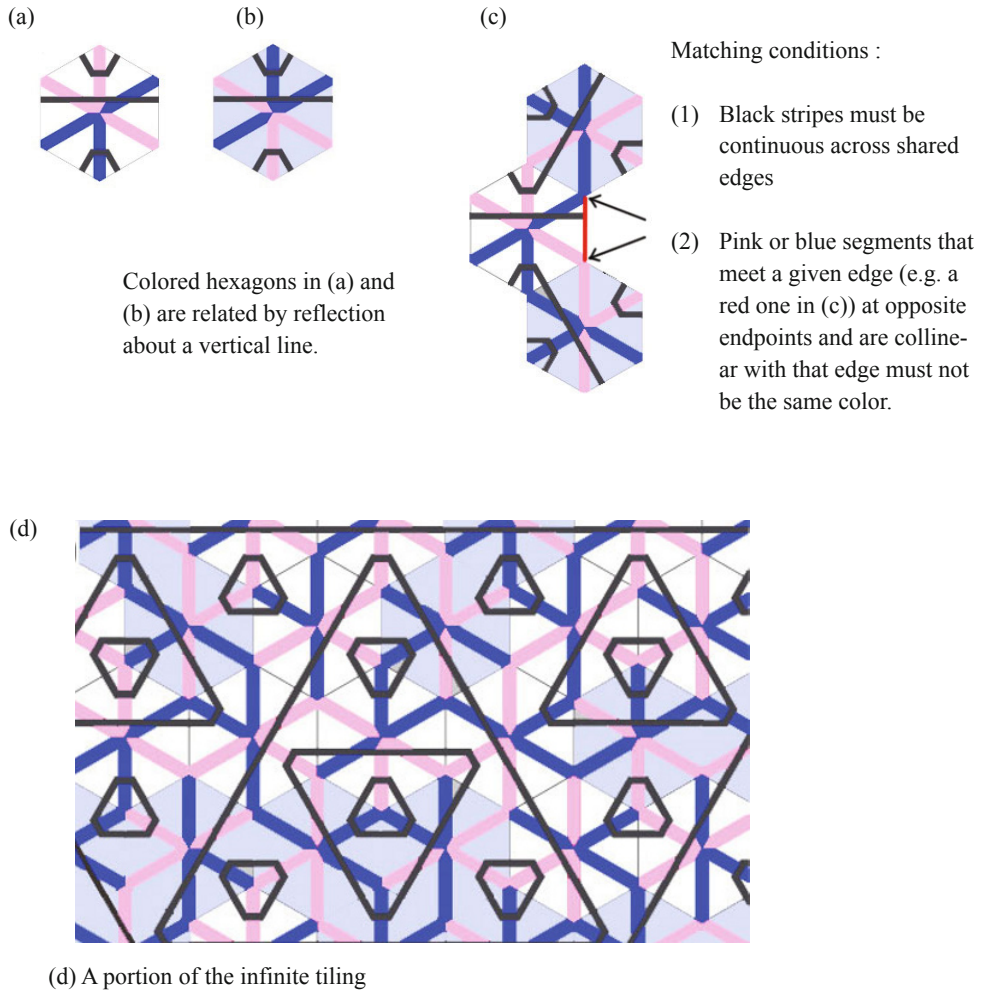 (a)
(b)
(c)
Matching conditions :
(1) Black stripes must be
continuous across shared
edges
(2) Pink or blue segments that
meet a given edge (e.g. a
red one in (c)) at opposite
endpoints and are colline-
ar with that edge must not
be the same color.
Colored hexagons in (a) and
(b) are related by reflection
about a vertical line.
(d)
(d) A portion of the infinite tiling